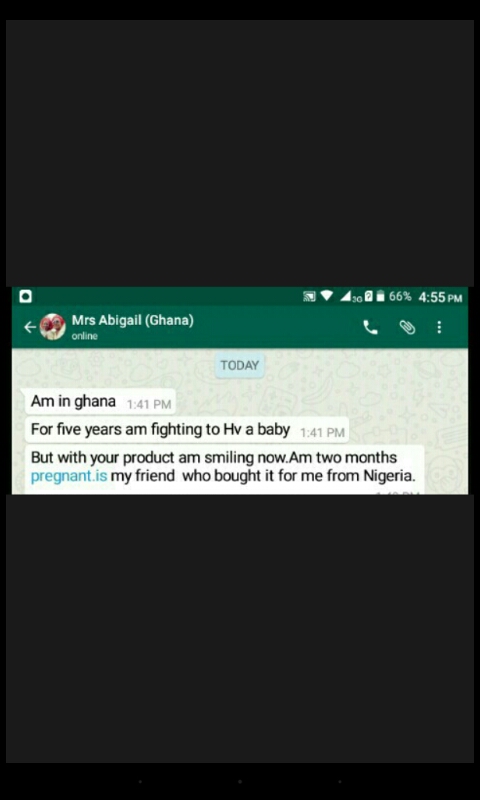 3G 66% 4:55 PM
Mrs Abigail (Ghana)
online
TODAY
Am in ghana 1:41 PM
For five years am fighting to Hv a baby 1:41 PM
But with your product am smiling now.Am two months
pregnant.is my friend who bought it for me from Nigeria.